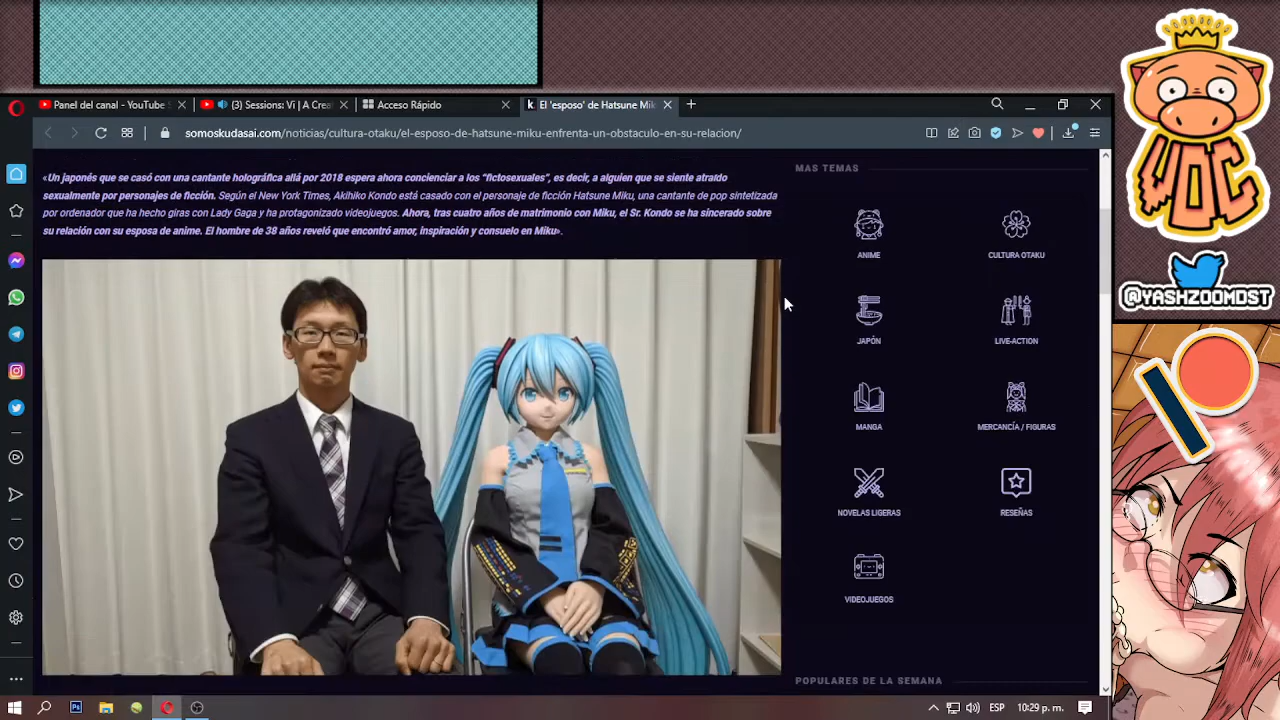 Panel del canal - YouTube S
(3) Sessions: Vi | A Crea
Acceso Rápido
El 'esposo' de Hatsune Mik
somoskudasai.com/noticias/cultura-otaku/el-esposo-de-hatsune-miku-enfrenta-un-obstaculo-en-su-relacion/
«Un japonés que se casó con una cantante holográfica allá por 2018 espera ahora concienciar a los “fictosexuales”, es decir, a alguien que se siente atraído
sexualmente por personajes de ficción. Según el New York Times, Akihiko Kondo está casado con el personaje de ficción Hatsune Miku, una cantante de pop sintetizada
por ordenador que ha hecho giras con Lady Gaga y ha protagonizado videojuegos. Ahora, tras cuatro años de matrimonio con Miku, el Sr. Kondo se ha sincerado sobre
su relación con su esposa de anime. El hombre de 38 años reveló que encontró amor, inspiración y consuelo en Miku».
MAS TEMAS
ANIME
CULTURA OTAKU
JAPÓN
LIVE-ACTION
MANGA
MERCANCÍA / FIGURAS
NOVELAS LIGERAS
RESEÑAS
VIDEOJUEGOS
POPULARES DE LA SEMANA
@YASHZOOMDST
ESP
10:29 p. m.